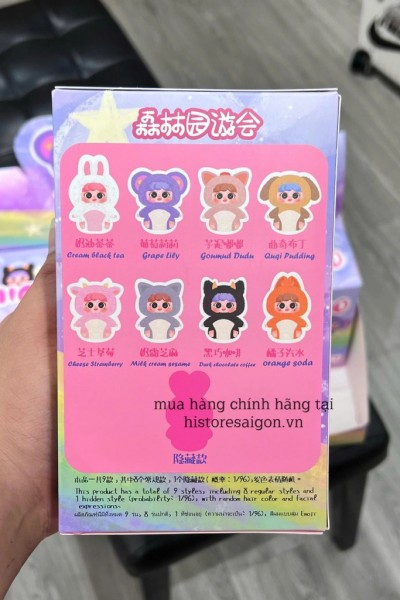 森林园游会
奶油茶茶
葡萄莉莉
芋泥嘟嘟
曲奇布丁
Cream black tea
Grape lily
Goumud Dudu
Quqi Pudding
芝士草莓
奶霜芝麻
黑巧咖啡
橘子汽水
Cheese Strawberry
Milk cream sesame
Dark chocolate coffee
orange soda
mua hàng chính hãng tại
historesaigon.vn
隐藏款
This product has a total of 9 styles, including 8 regular styles and
1 hidden style (probability: 1/96), with random hair color and facial
expressions.